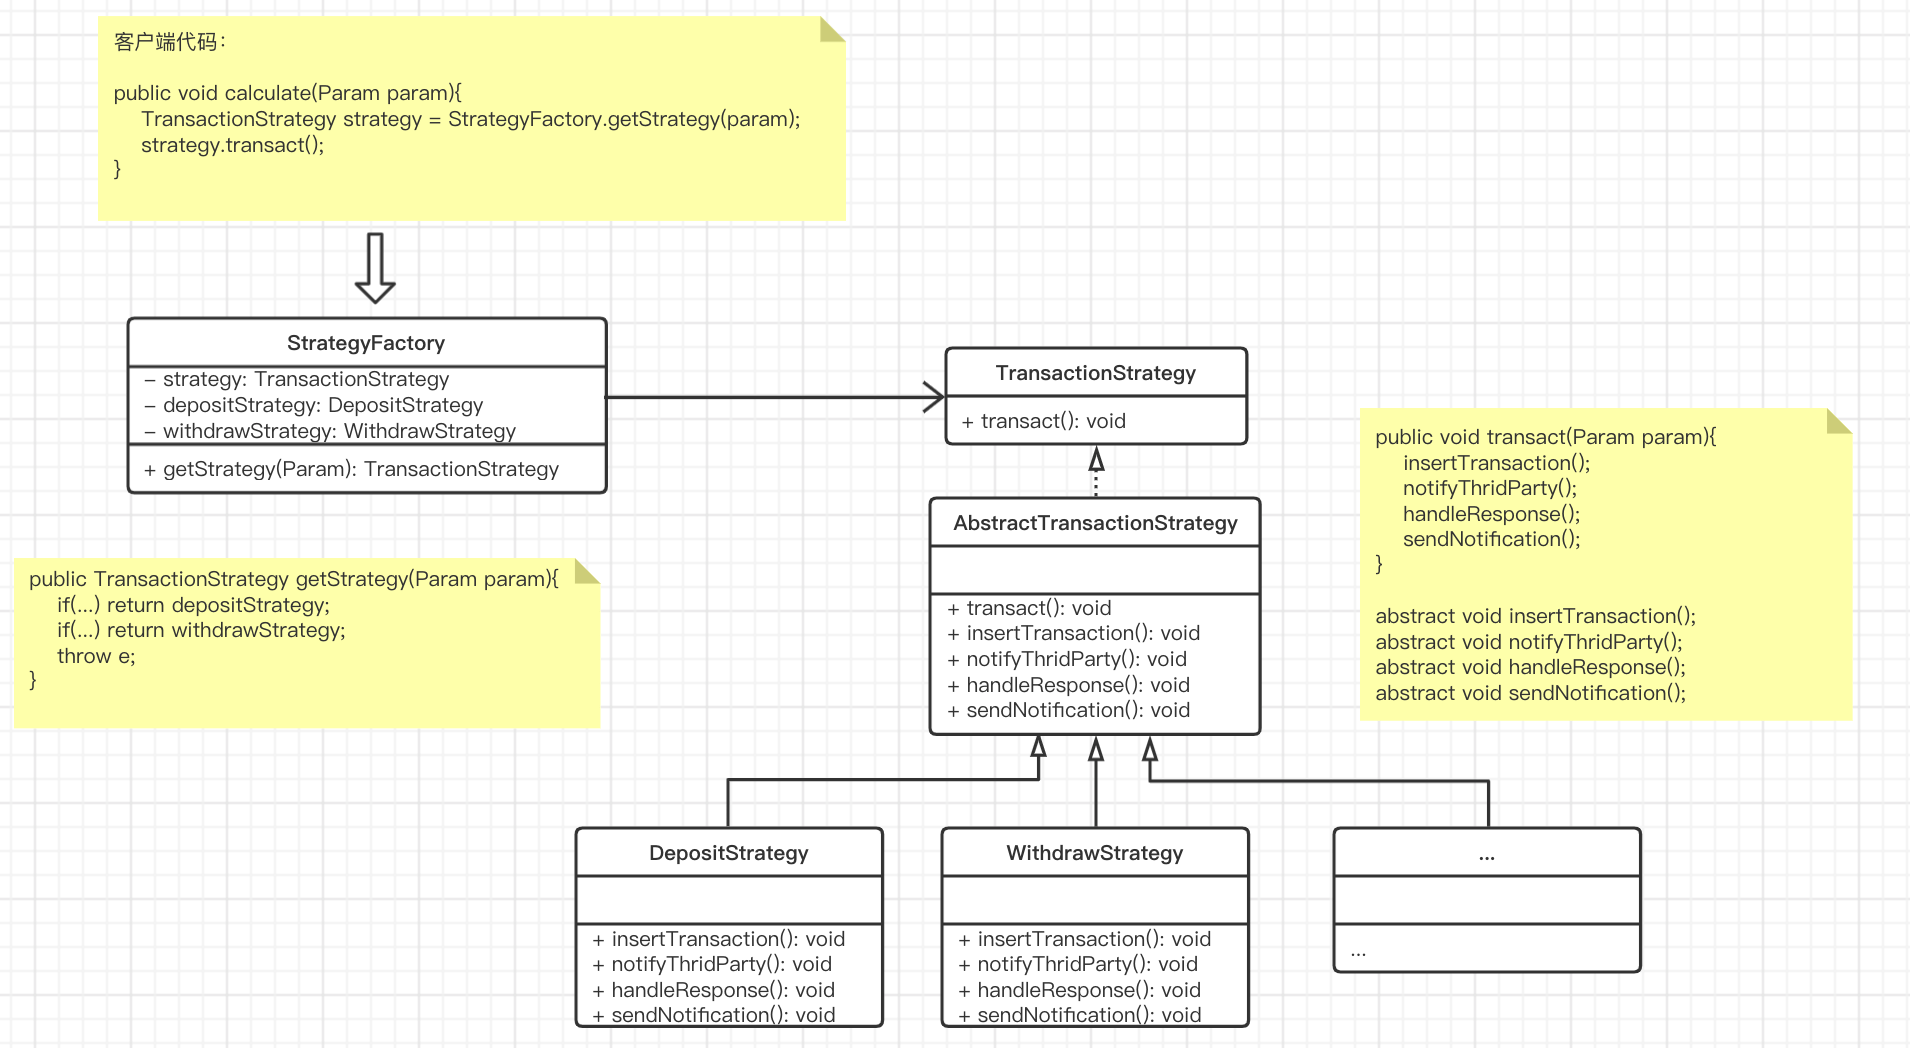 客户端代码：
public void calculate(Param param){
TransactionStrategy strategy = StrategyFactory.getStrategy(param);
strategy.transact();
}
StrategyFactory
– strategy: TransactionStrategy
– depositStrategy: DepositStrategy
– withdrawStrategy: WithdrawStrategy
+ getStrategy(Param): TransactionStrategy
TransactionStrategy
+ transact(): void
public TransactionStrategy getStrategy(Param param){
if(...) return depositStrategy;
if(...) return withdrawStrategy;
throw e;
}
AbstractTransactionStrategy
+ transact(): void
+ insertTransaction(): void
+ notifyThridParty(): void
+ handleResponse(): void
+ sendNotification(): void
public void transact(Param param){
insertTransaction();
notifyThridParty();
handleResponse();
sendNotification();
}
abstract void insertTransaction();
abstract void notifyThridParty();
abstract void handleResponse();
abstract void sendNotification();
DepositStrategy
+ insertTransaction(): void
+ notifyThridParty(): void
+ handleResponse(): void
+ sendNotification(): void
WithdrawStrategy
+ insertTransaction(): void
+ notifyThridParty(): void
+ handleResponse(): void
+ sendNotification(): void
...
...